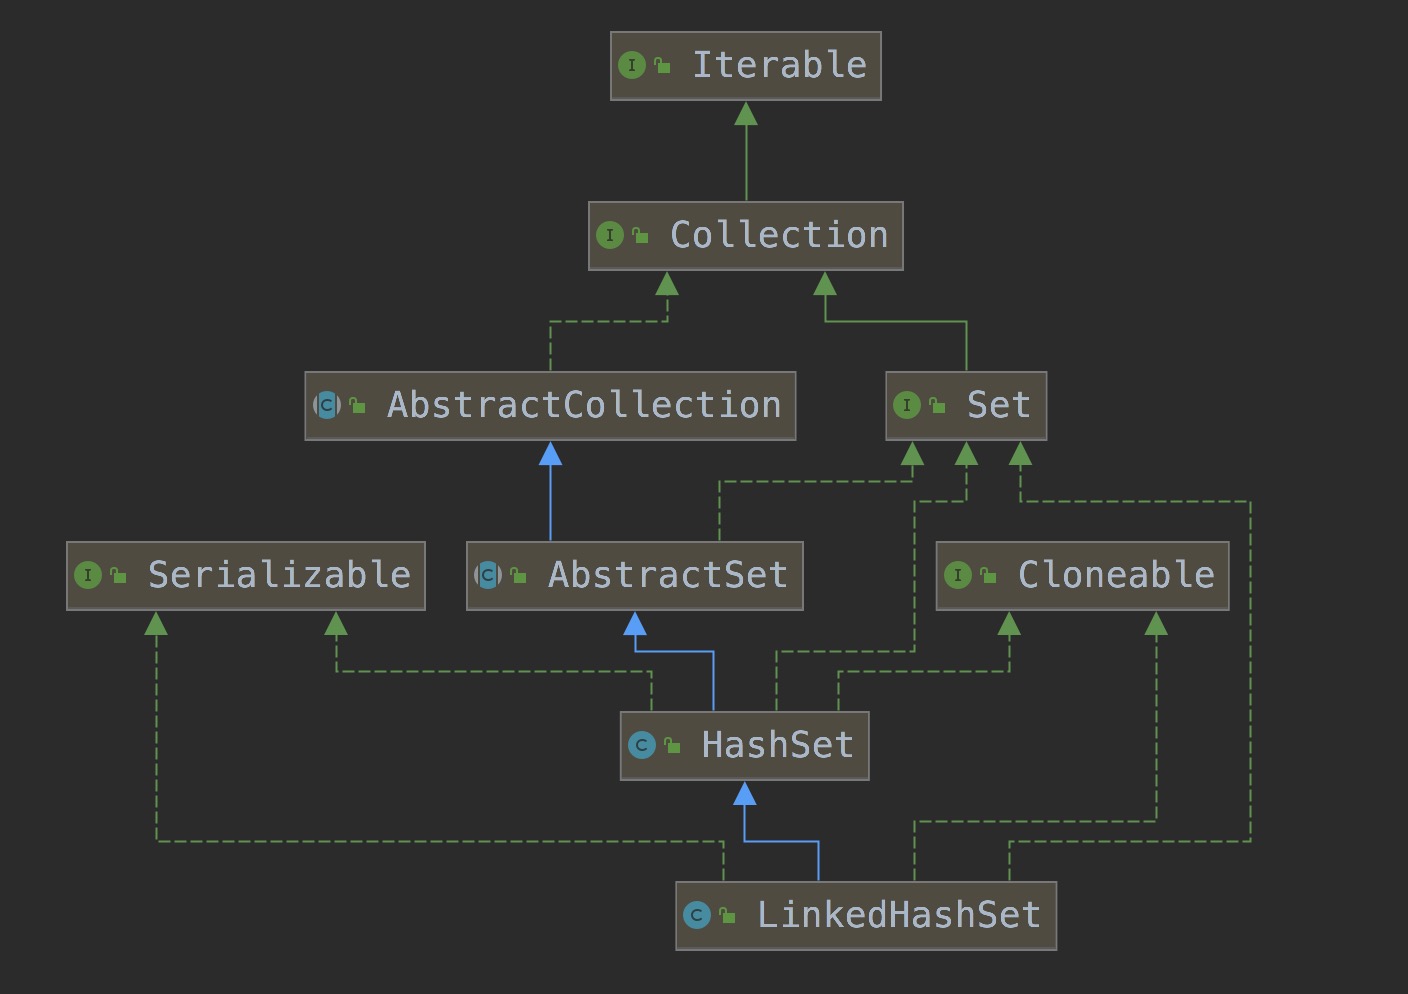 I Iterable
I Collection
C AbstractCollection
I Set
I Serializable
C AbstractSet
I Cloneable
C HashSet
C LinkedHashSet